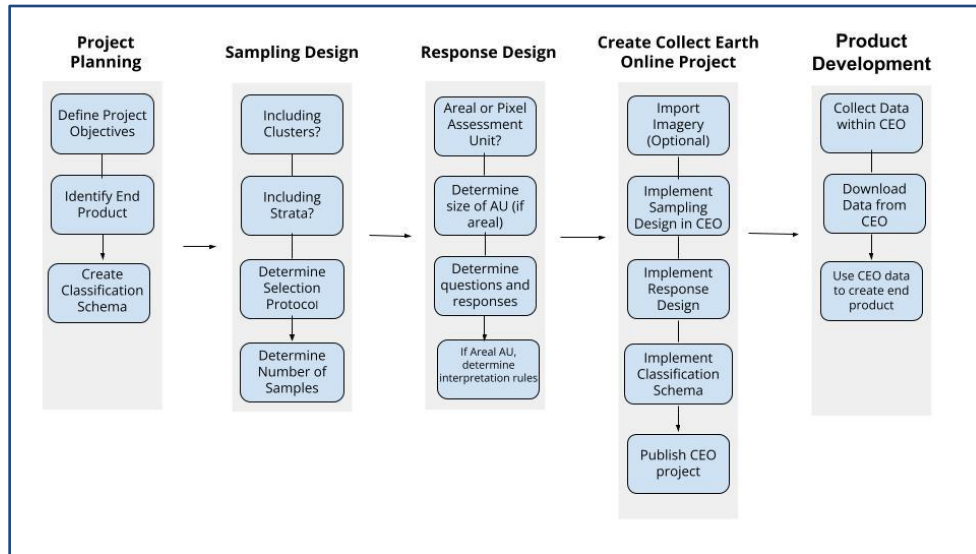 Project
Planning
Define Project
Objectives
Identify End
Product
Create
Classification
Schema
Sampling Design
Including
Clusters?
Including
Strata?
Determine
Selection
Protocol
Determine
Number of
Samples
Response Design
Areal or Pixel
Assessment
Unit?
Determine
size of AU (if
areal)
Determine
questions and
responses
If Areal AU,
determine
interpretation rules
Create Collect Earth
Online Project
Import
Imagery
(Optional)
Implement
Sampling
Design in CEO
Implement
Response
Design
Implement
Classification
Schema
Publish CEO
project
Product
Development
Collect Data
within CEO
Download
Data from
CEO
Use CEO data
to create end
product